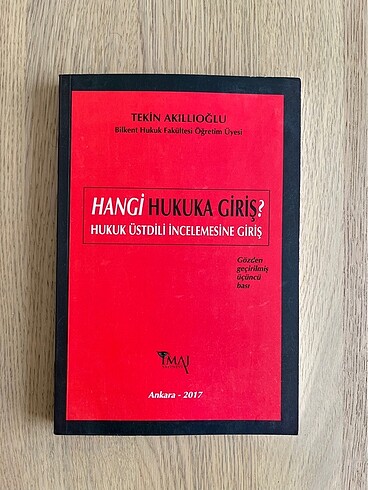 TEKİN AKILLIOĞLU
Bilkent Hukuk Fakültesi Öğretim Üyesi
HANGİ HUKUKA GİRİŞ?
HUKUK ÜSTDİLİ İNCELEMESİNE GİRİŞ
Gözden
geçirilmiş
üçüncü
bası
İMAJ
Ankara - 2017